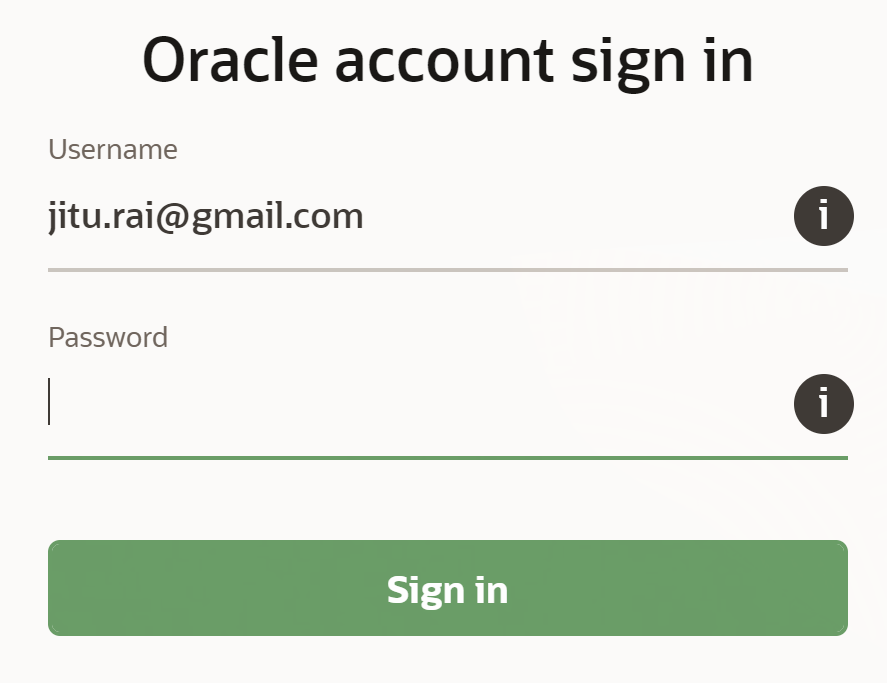 Oracle account sign in
Username
jitu.rai@gmail.com
i
Password
i
Sign in